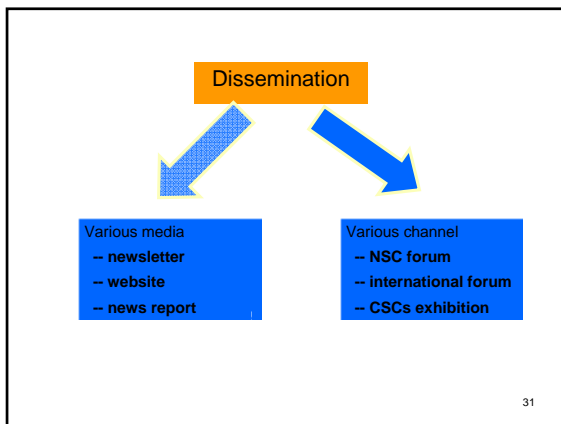 Dissemination
Various media
-- newsletter
-- website
-- news report
Various channel
-- NSC forum
-- international forum
-- CSCs exhibition
31